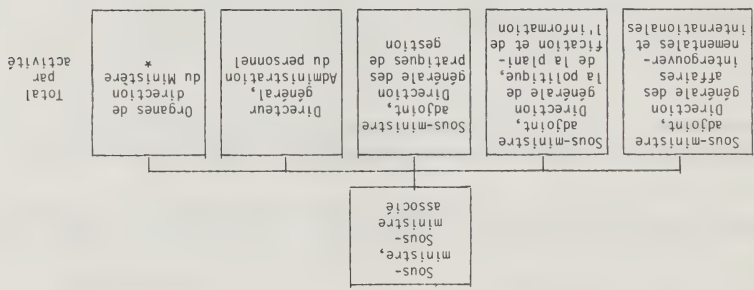 Sous-
ministre,
Sous-
ministre
associé
Sous-ministre
adjoint,
Direction
générale des
affaires
intergouver-
nementales et
internationales
Sous-ministre
adjoint,
Direction
générale de
la politique,
de la plani-
fication et de
l'information
Sous-ministre
adjoint,
Direction
générale des
pratiques de
gestion
Directeur
général,
Administration
du personnel
Organes de
direction
du Ministère
*
Total
par
activité